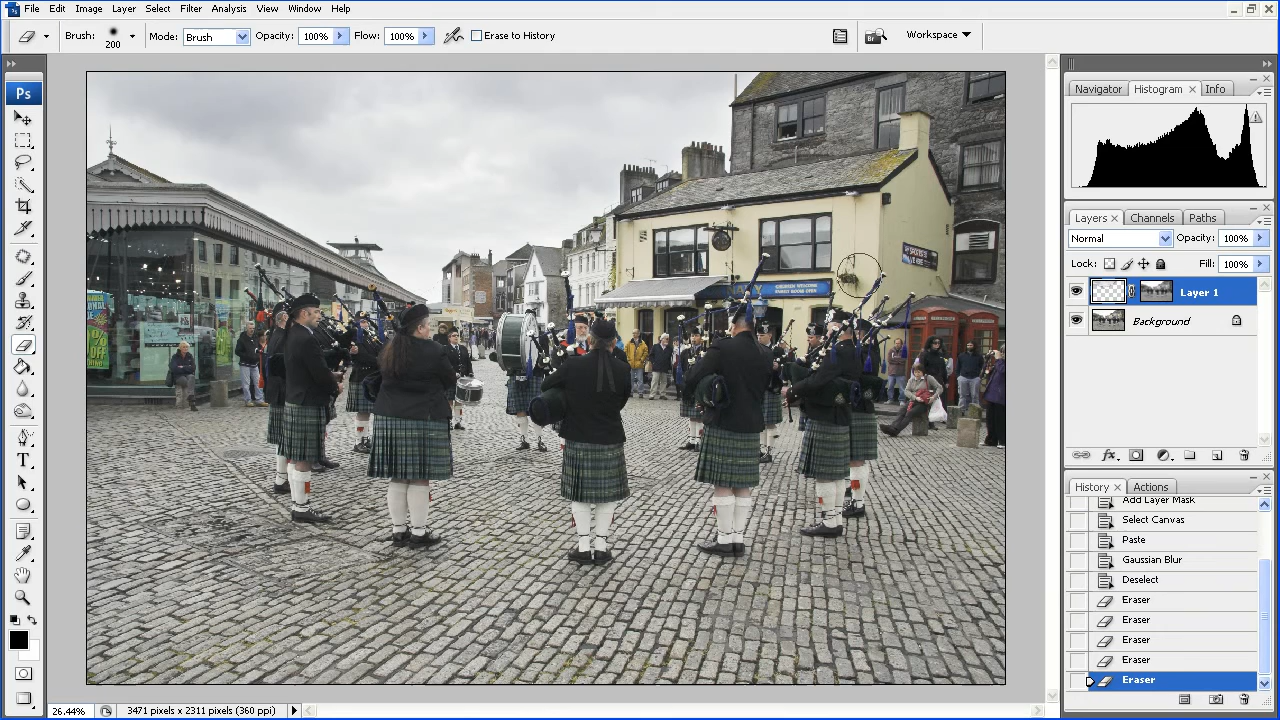 File Edit Image Layer Select Filter Analysis View Window Help
Brush: 200 Mode: Brush Opacity: 100% Flow: 100% Erase to History Workspace
Ps
Navigator Histogram Info
Layers Channels Paths
Normal Opacity: 100%
Lock: Fill: 100%
Layer 1
Background
History Actions
Add Layer Mask
Select Canvas
Paste
Gaussian Blur
Deselect
Eraser
Eraser
Eraser
Eraser
Eraser
26.44% 3471 pixels x 2311 pixels (360 ppi)